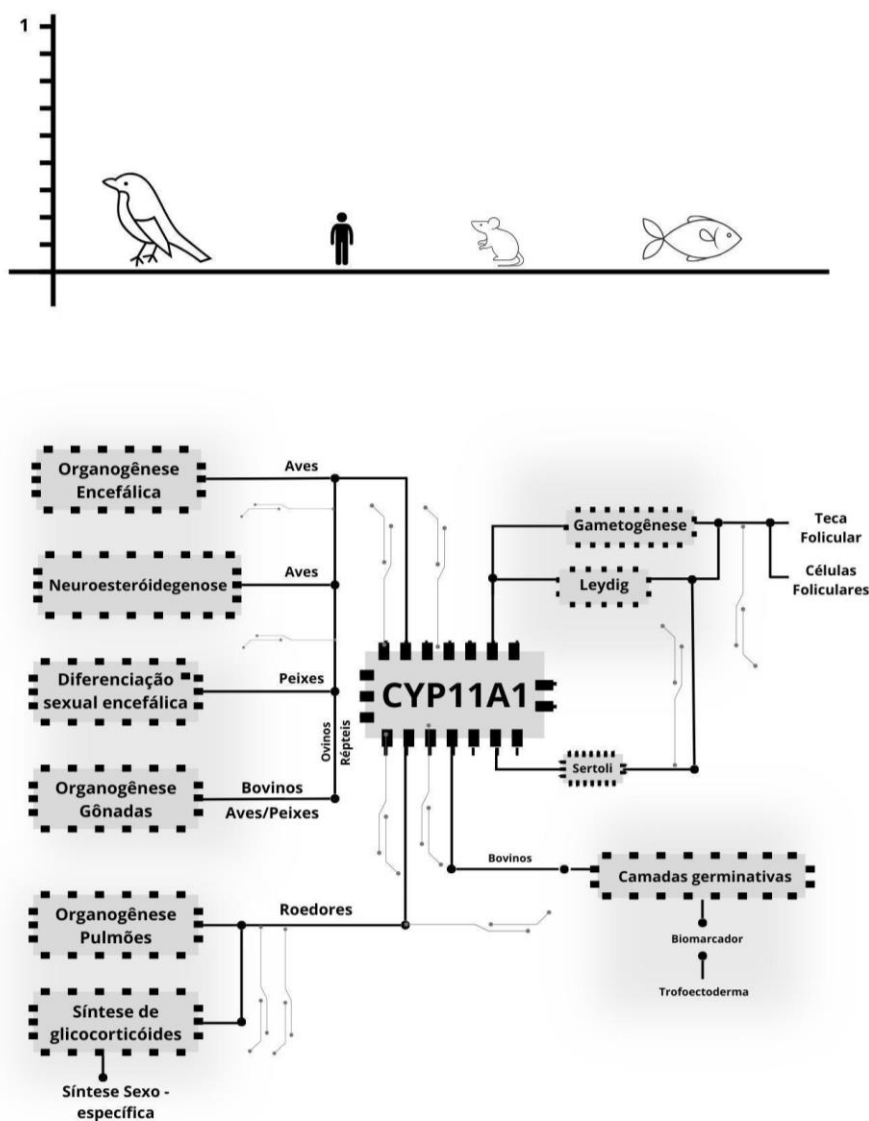 1
Organogênese
Encefálica
Aves
Neuroesteróidegenose
Aves
Diferenciação
sexual encefálica
Peixes
Ovinos
Répteis
Organogênese
Gônadas
Bovinos
Aves/Peixes
Organogênese
Pulmões
Roedores
Síntese de
glicocorticóides
Síntese Sexo -
específica
CYP11A1
Gametogênese
Leydig
Teca
Folicular
Células
Foliculares
Sertoli
Bovinos
Camadas germinativas
Biomarcador
Trofoectoderma